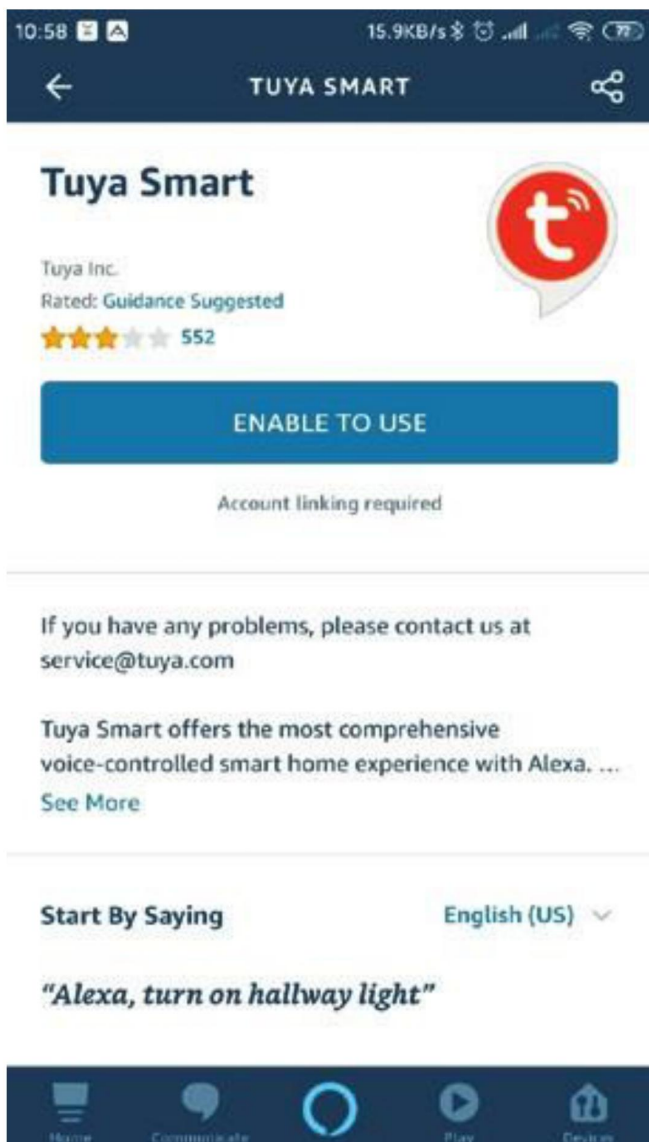 10:58 15.9KB/s 77
TUYA SMART
Tuya Smart
Tuya Inc.
Rated: Guidance Suggested
552
ENABLE TO USE
Account linking required
If you have any problems, please contact us at
service@tuya.com
Tuya Smart offers the most comprehensive
voice-controlled smart home experience with Alexa. ...
See More
Start By Saying English (US)
“Alexa, turn on hallway light”
Home Communicate Play Devices